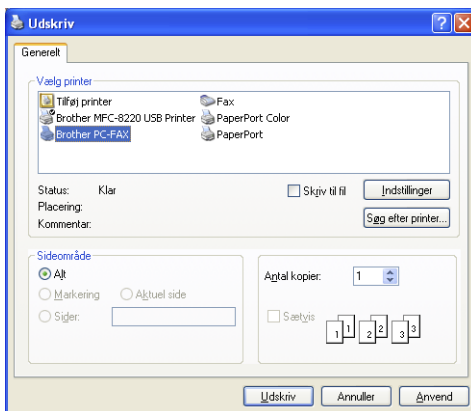 Udskriv
Generelt
Vælg printer
Tilføj printer
Fax
Brother MFC-8220 USB Printer
PaperPort Color
Brother PC-FAX
PaperPort
Status: Klar
Skriv til fil
Indstillinger
Placering:
Kommentar:
Søg efter printer...
Sideområde
Alt
Markering
Aktuel side
Sider:
Antal kopier: 1
Sætvis
1 1 2 2 3 3
Udskriv
Annuller
Anvend